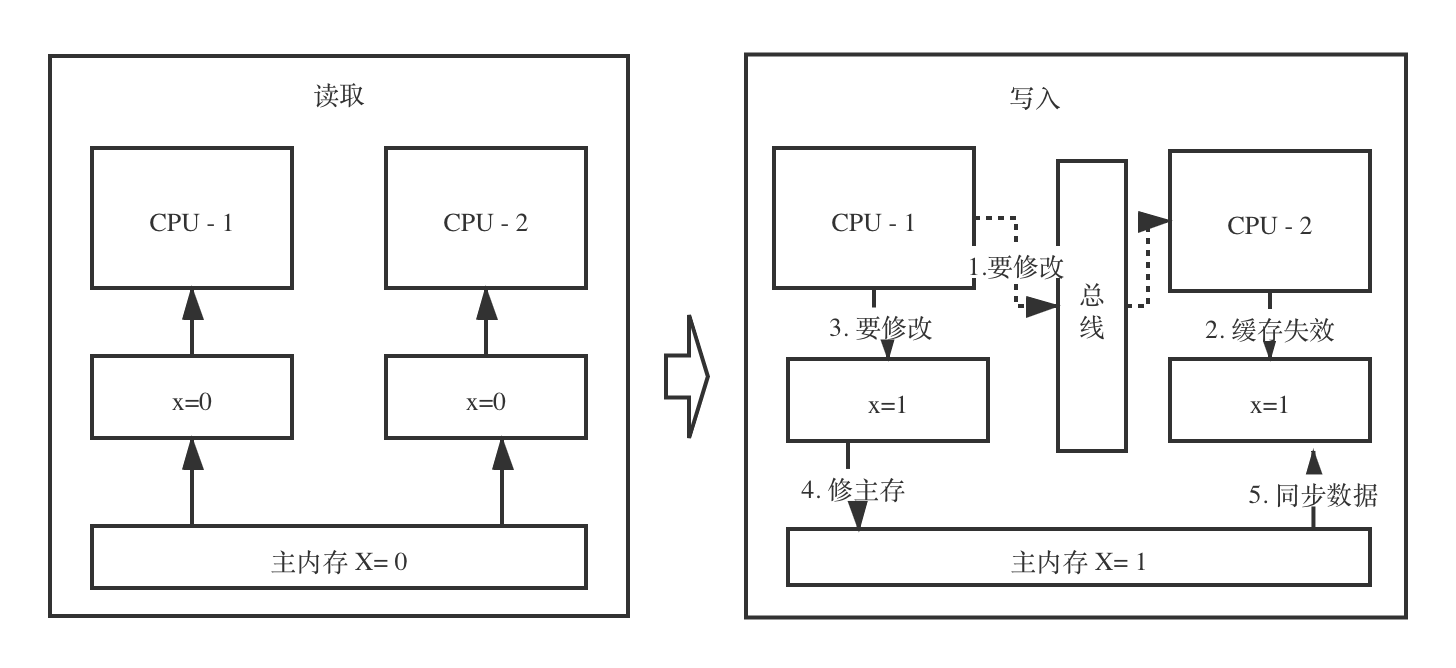 读取
CPU - 1
CPU - 2
x=0
x=0
主内存 X= 0
写入
CPU - 1
1.要修改
总
线
CPU - 2
3. 要修改
2. 缓存失效
x=1
x=1
4. 修主存
5. 同步数据
主内存 X= 1